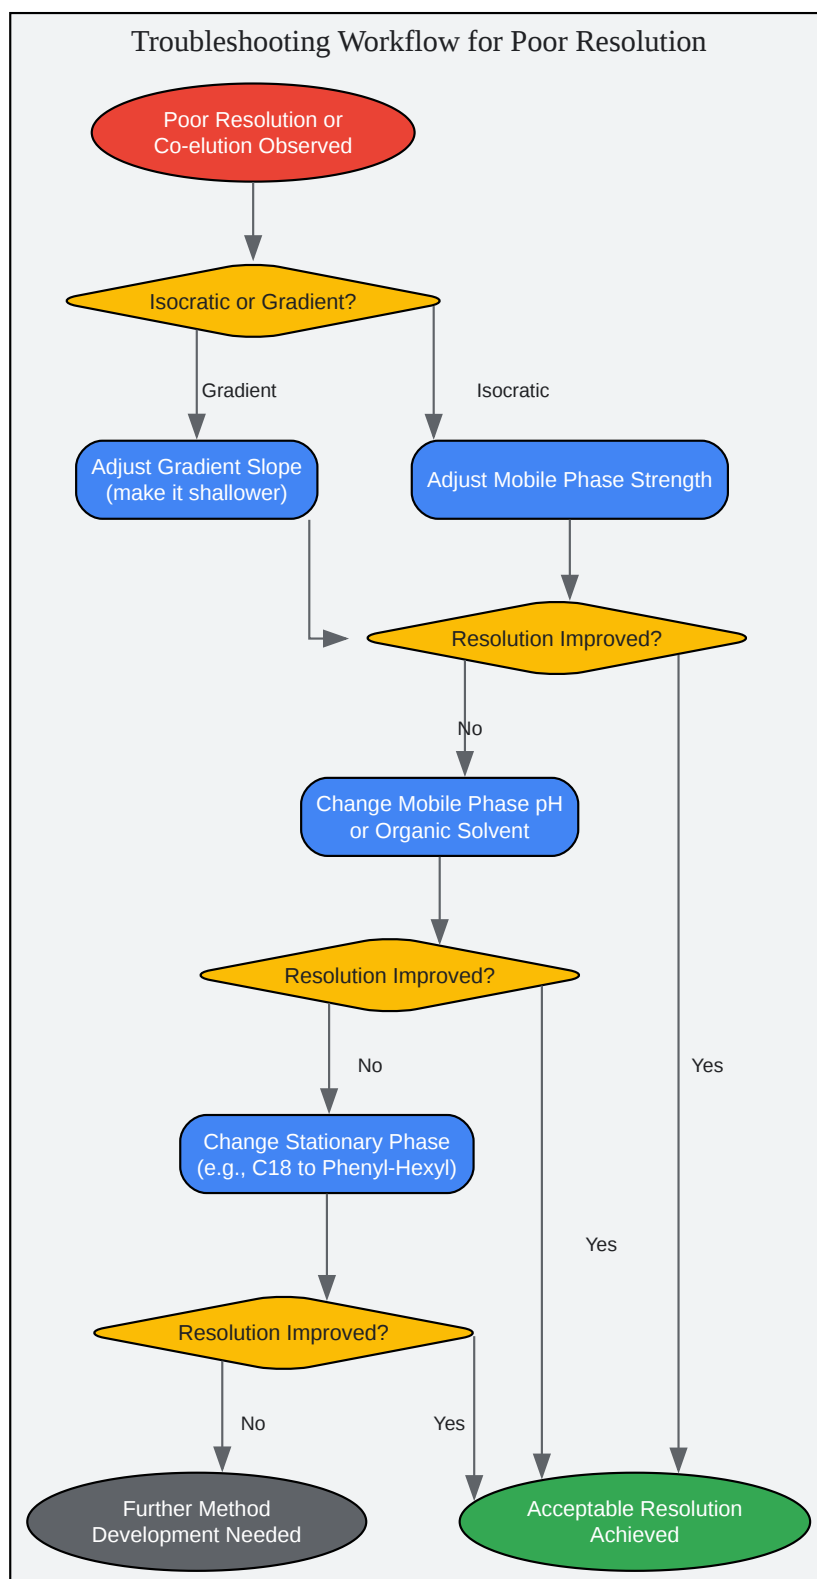 Troubleshooting Workflow for Poor Resolution
Poor Resolution or
Co-elution Observed
Isocratic or Gradient?
Gradient
Isocratic
Adjust Gradient Slope
(make it shallower)
Adjust Mobile Phase Strength
Resolution Improved?
No
Change Mobile Phase pH
or Organic Solvent
Resolution Improved?
No
Yes
Change Stationary Phase
(e.g., C18 to Phenyl-Hexyl)
Yes
Resolution Improved?
No
Yes
Further Method
Development Needed
Acceptable Resolution
Achieved